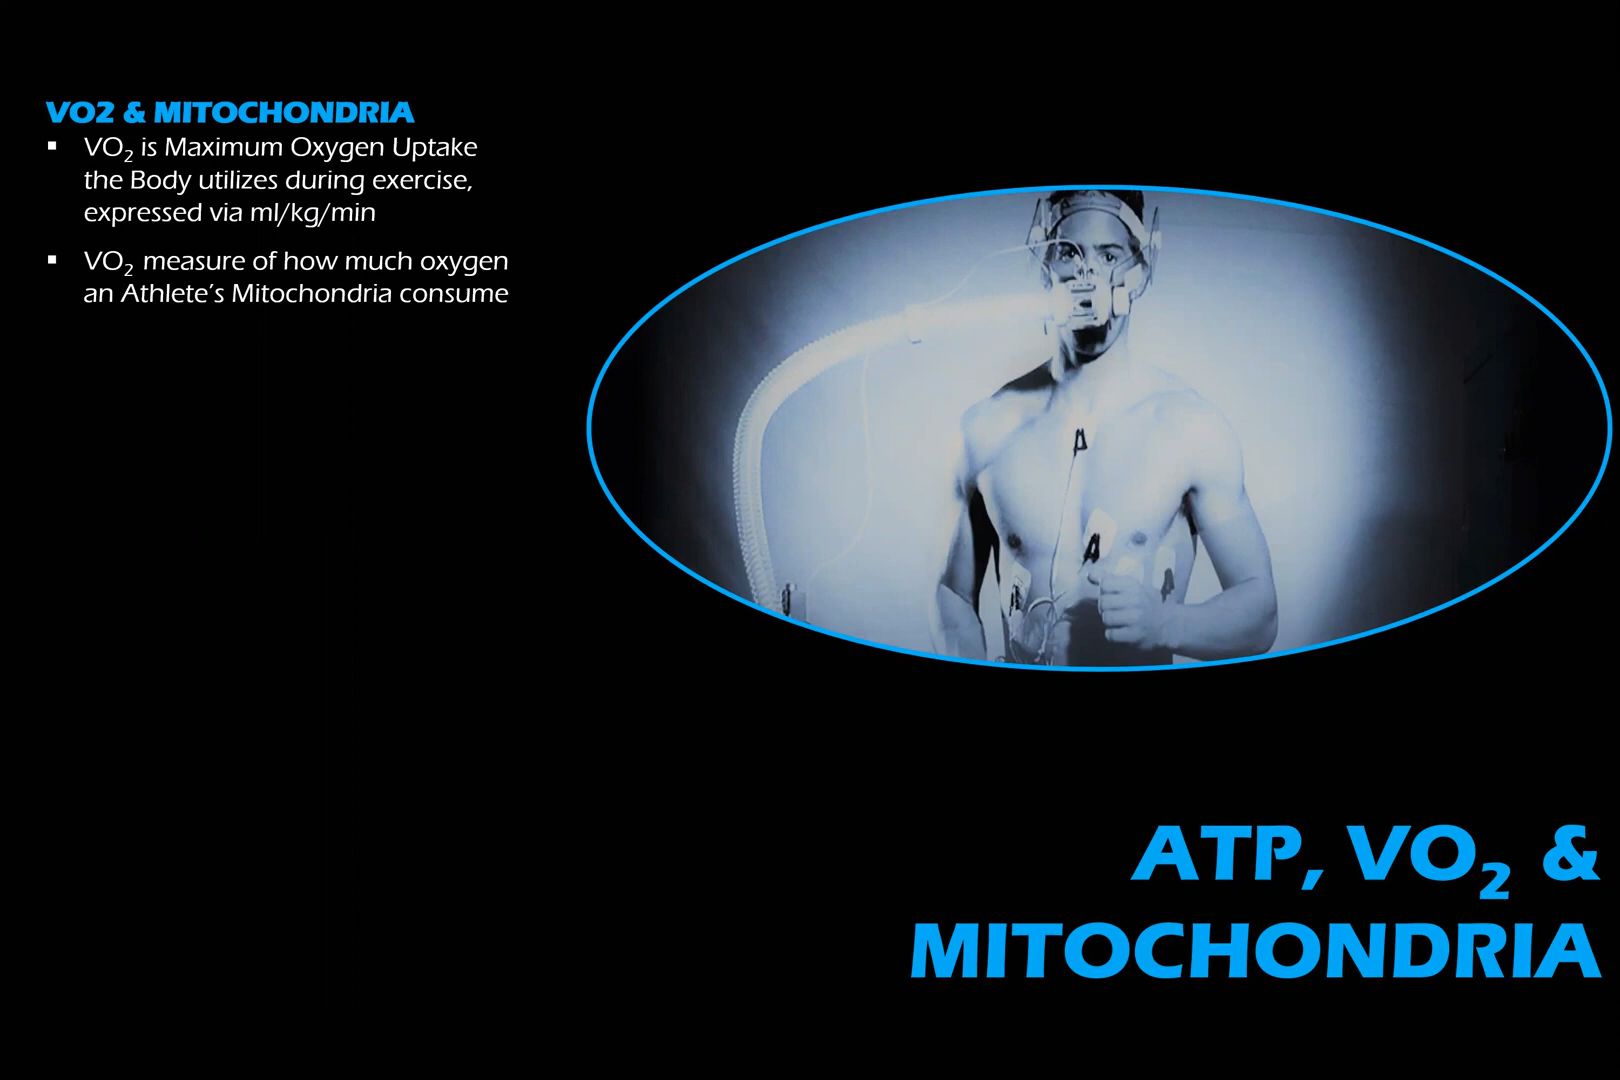 VO2 & MITOCHONDRIA
▪ VO₂ is Maximum Oxygen Uptake
the Body utilizes during exercise,
expressed via ml/kg/min
▪ VO₂ measure of how much oxygen
an Athlete’s Mitochondria consume
ATP, VO₂ &
MITOCHONDRIA